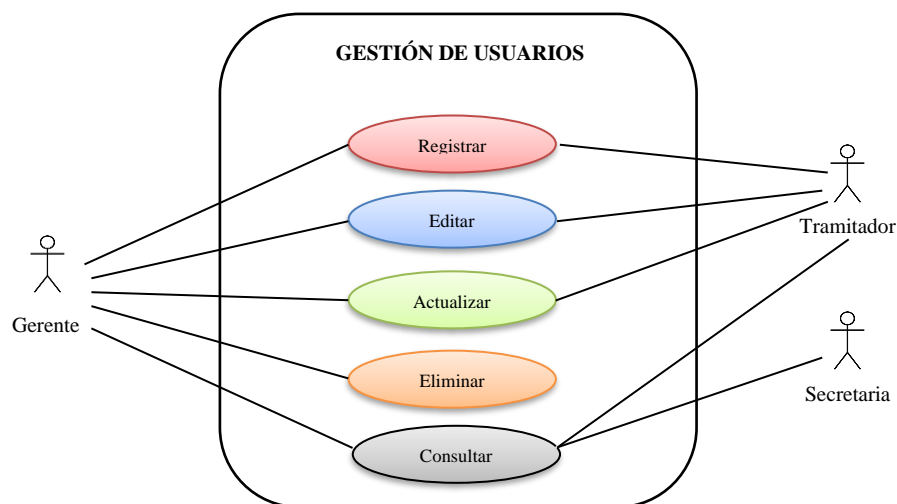 GESTIÓN DE USUARIOS
Registrar
Editar
Tramitador
Actualizar
Gerente
Eliminar
Secretaria
Consultar